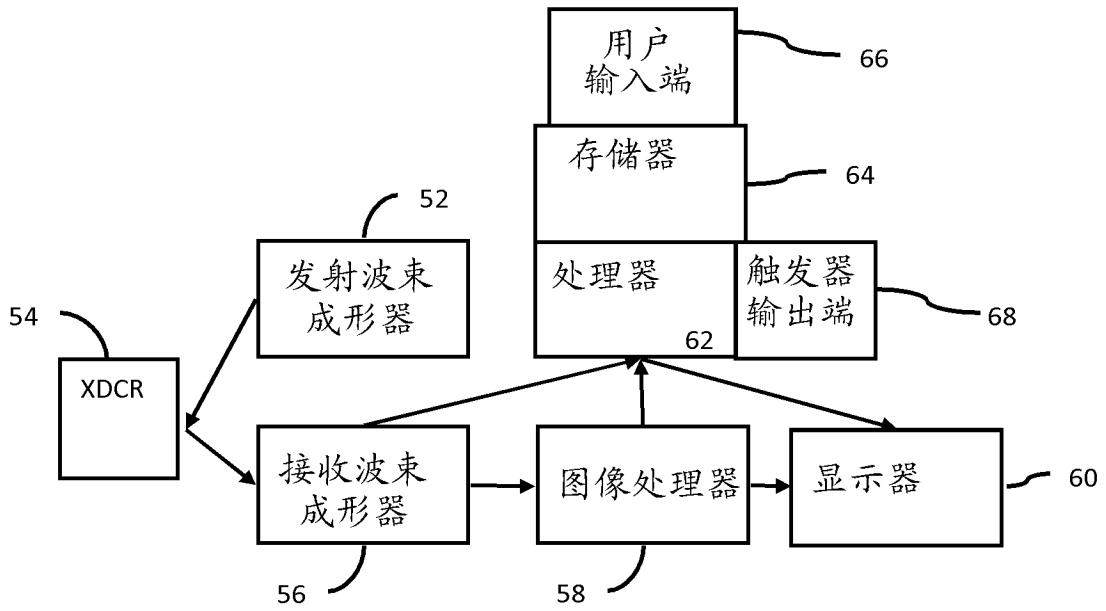 用户
输入端
66
存储器
64
52
发射波束
成形器
处理器
62
触发器
输出端
68
54
XDCR
接收波束
成形器
图像处理器
显示器
60
56
58